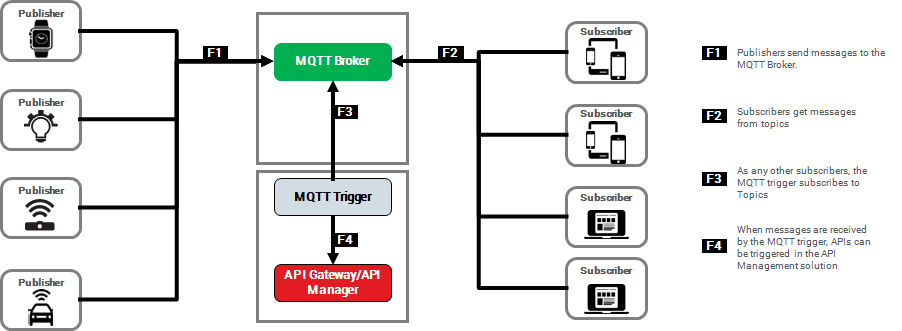 Publisher
Publisher
Publisher
Publisher
F1
MQTT Broker
F3
MQTT Trigger
F4
API Gateway/API
Manager
F2
Subscriber
Subscriber
Subscriber
Subscriber
F1
Publishers send messages to the
MQTT Broker.
F2
Subscribers get messages
from topics
F3
As any other subscribers, the
MQTT trigger subscribes to
Topics
F4
When messages are received
by the MQTT trigger, APIs can
be triggered in the API
Management solution